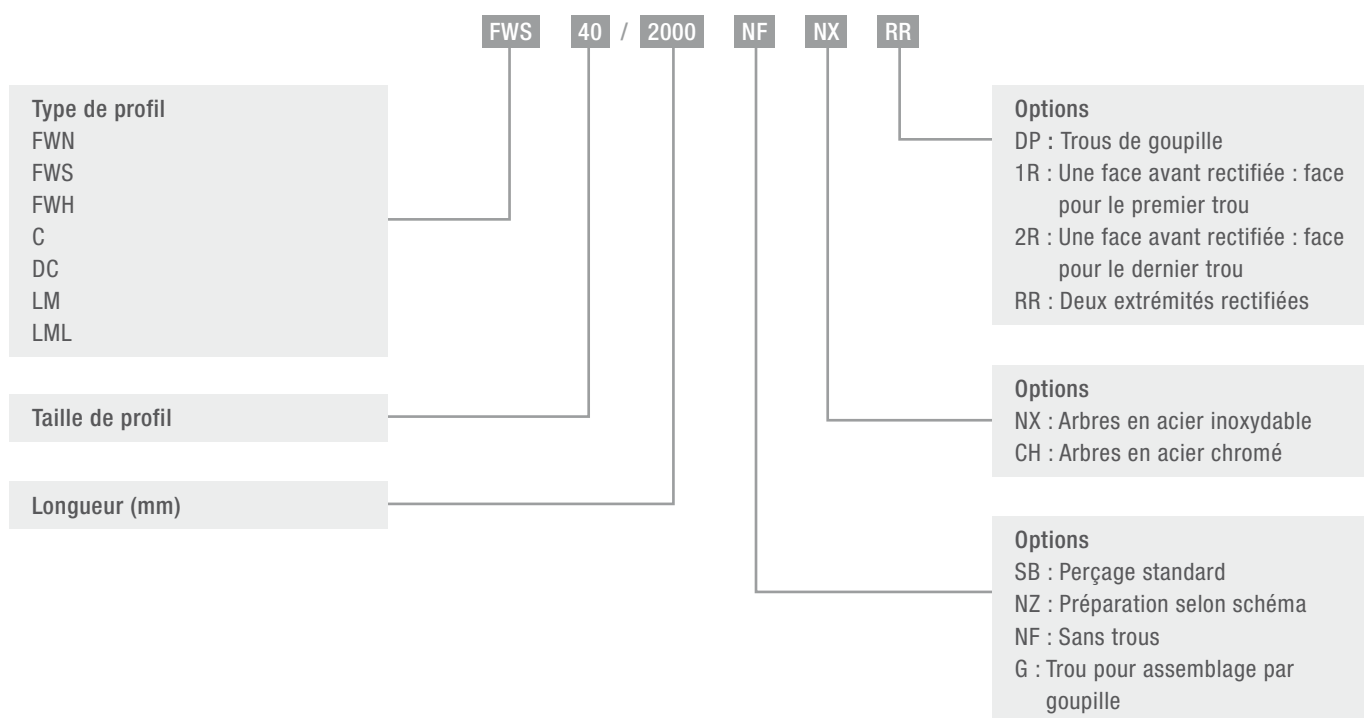 FWS 40 / 2000 NF NX RR
Type de profil
FWN
FWS
FWH
C
DC
LM
LML
Taille de profil
Longueur (mm)
Options
DP : Trous de goupille
1R : Une face avant rectifiée : face
pour le premier trou
2R : Une face avant rectifiée : face
pour le dernier trou
RR : Deux extrémités rectifiées
Options
NX : Arbres en acier inoxydable
CH : Arbres en acier chromé
Options
SB : Perçage standard
NZ : Préparation selon schéma
NF : Sans trous
G : Trou pour assemblage par
goupille